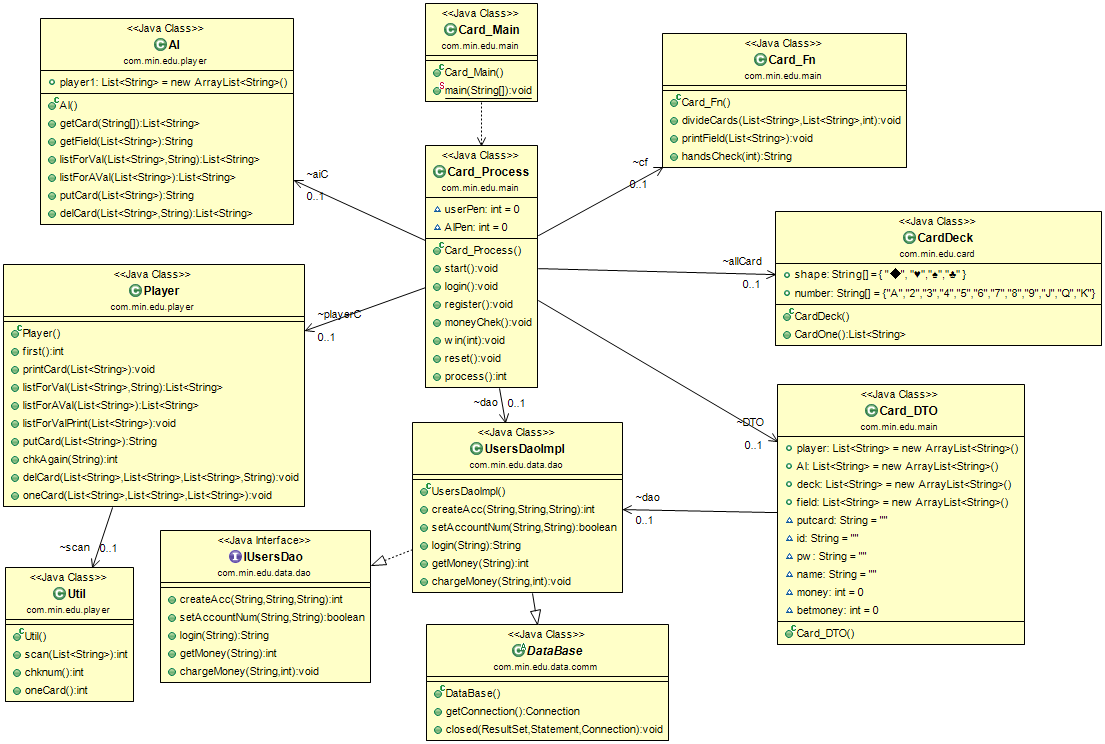 <<Java Class>>
AI
com.min.edu.player
player1: List<String> = new ArrayList<String>()
AI()
getCard(String[]):List<String>
getField(List<String>):String
listForVal(List<String>,String):List<String>
listForAVal(List<String>):List<String>
putCard(List<String>):String
delCard(List<String>,String):List<String>
<<Java Class>>
Card_Main
com.min.edu.main
Card_Main()
main(String[]):void
<<Java Class>>
Card_Fn
com.min.edu.main
Card_Fn()
divideCards(List<String>,List<String>,int):void
printField(List<String>):void
handsCheck(int):String
<<Java Class>>
Card_Process
com.min.edu.main
userPen: int = 0
AIPen: int = 0
Card_Process()
start():void
login():void
register():void
moneyChek():void
win(int):void
reset():void
process():int
~aiC
0..1
~cf
0..1
~allCard
0..1
~playerC
0..1
~DTO
0..1
~dao
0..1
<<Java Class>>
CardDeck
com.min.edu.card
shape: String[] = { "◆", "♥","♠","♣" }
number: String[] = {"A","2","3","4","5","6","7","8","9","J","Q","K"}
CardDeck()
CardOne():List<String>
<<Java Class>>
Player
com.min.edu.player
Player()
first():int
printCard(List<String>):void
listForVal(List<String>,String):List<String>
listForAVal(List<String>):List<String>
listForValPrint(List<String>):void
putCard(List<String>):String
chkAgain(String):int
delCard(List<String>,List<String>,List<String>,String):void
oneCard(List<String>,List<String>,List<String>):void
<<Java Class>>
Card_DTO
com.min.edu.main
player: List<String> = new ArrayList<String>()
AI: List<String> = new ArrayList<String>()
deck: List<String> = new ArrayList<String>()
field: List<String> = new ArrayList<String>()
putcard: String = ""
id: String = ""
pw : String = ""
name: String = ""
money: int = 0
betmoney: int = 0
Card_DTO()
<<Java Class>>
UsersDaoImpl
com.min.edu.data.dao
UsersDaoImpl()
createAcc(String,String,String):int
setAccountNum(String,String):boolean
login(String):String
getMoney(String):int
chargeMoney(String,int):void
~dao
0..1
~scan
0..1
<<Java Interface>>
IUsersDao
com.min.edu.data.dao
createAcc(String,String,String):int
setAccountNum(String,String):boolean
login(String):String
getMoney(String):int
chargeMoney(String,int):void
<<Java Class>>
Util
com.min.edu.player
Util()
scan(List<String>):int
chknum():int
oneCard():int
<<Java Class>>
DataBase
com.min.edu.data.comm
DataBase()
getConnection():Connection
closed(ResultSet,Statement,Connection):void